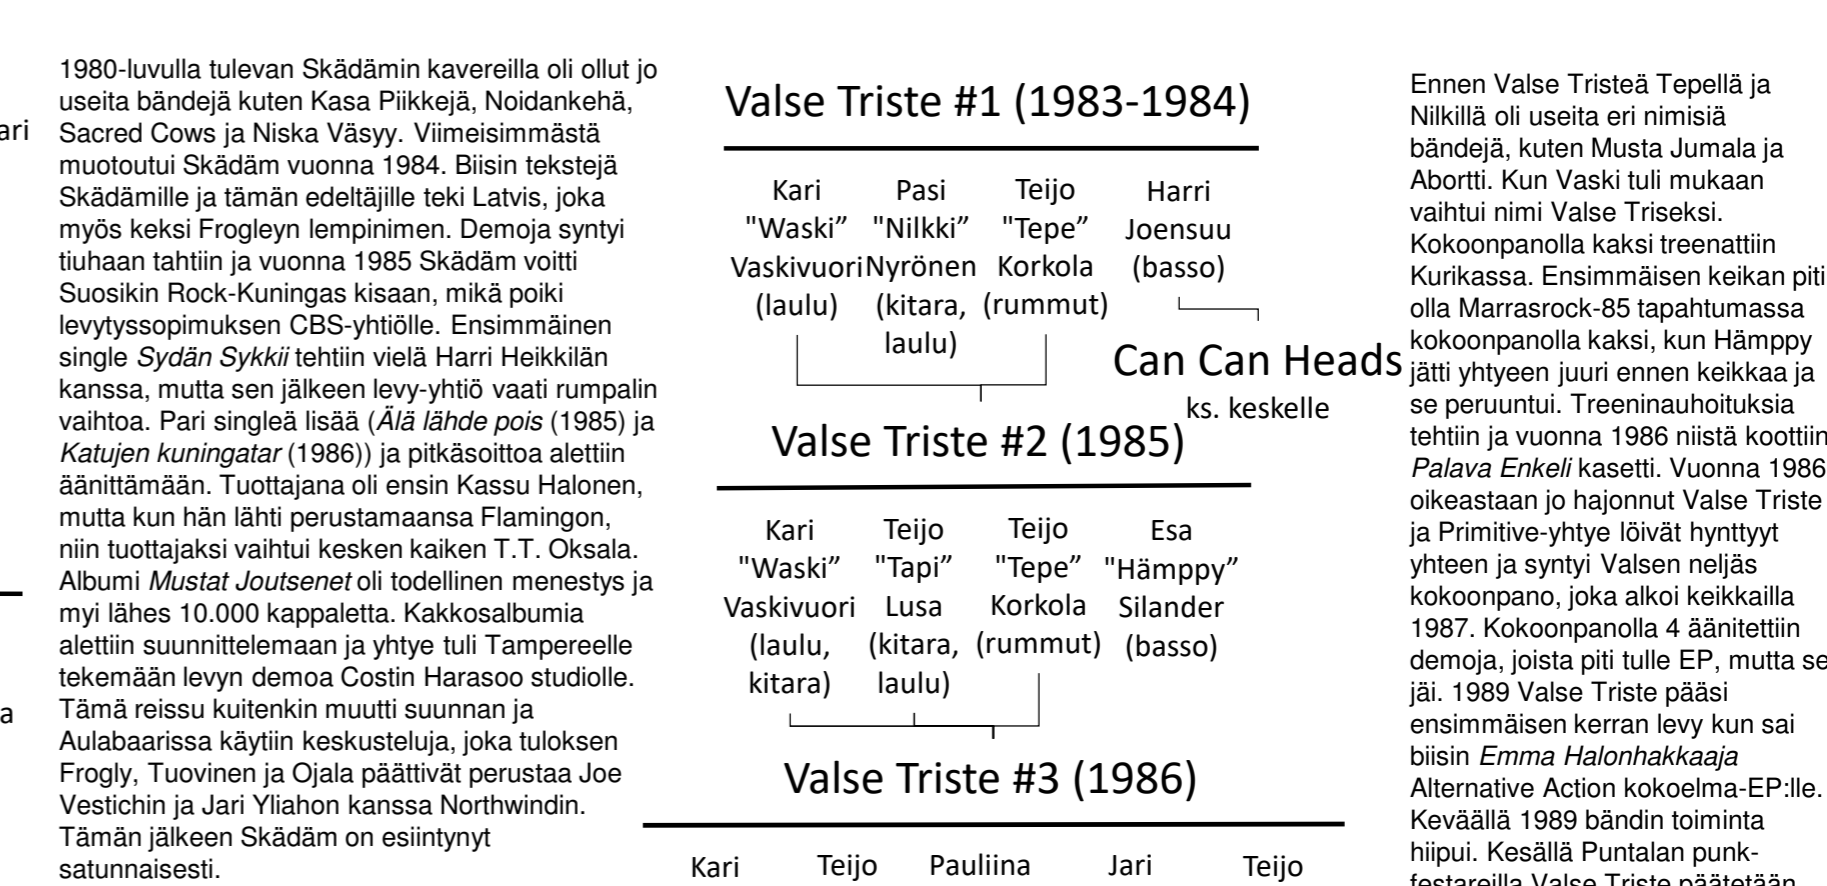 ari
a
1980-luvulla tulevan Skädämin kavereilla oli ollut jo
useita bändejä kuten Kasa Piikkejä, Noidankehä,
Sacred Cows ja Niska Väsyy. Viimeisimmästä
muotoutui Skädäm vuonna 1984. Biisin tekstejä
Skädämille ja tämän edeltäjille teki Latvis, joka
myös keksi Frogleyn lempinimen. Demoja syntyi
tiuhaan tahtiin ja vuonna 1985 Skädäm voitti
Suosikin Rock-Kuningas kisaan, mikä poiki
levytyssopimuksen CBS-yhtiölle. Ensimmäinen
single Sydän Sykkii tehtiin vielä Harri Heikkilän
kanssa, mutta sen jälkeen levy-yhtiö vaati rumpalin
vaihtoa. Pari singleä lisää (Älä lähde pois (1985) ja
Katujen kuningatar (1986)) ja pitkäsoittoa alettiin
äänittämään. Tuottajana oli ensin Kassu Halonen,
mutta kun hän lähti perustamaansa Flamingon,
niin tuottajaksi vaihtui kesken kaiken T.T. Oksala.
Albumi Mustat Joutsenet oli todellinen menestys ja
myi lähes 10.000 kappaletta. Kakkosalbumia
alettiin suunnittelemaan ja yhtye tuli Tampereelle
tekemään levyn demoa Costin Harasoo studiolle.
Tämä reissu kuitenkin muutti suunnan ja
Aulabaarissa käytiin keskusteluja, joka tuloksen
Frogly, Tuovinen ja Ojala päättivät perustaa Joe
Vestichin ja Jari Yliahon kanssa Northwindin.
Tämän jälkeen Skädäm on esiintynyt
satunnaisesti.
Valse Triste #1 (1983-1984)
Kari
"Waski”
Vaskivuori
(laulu)
Pasi
"Nilkki”
Nyrönen
(kitara,
laulu)
Teijo
"Tepe”
Korkola
(rummut)
Harri
Joensuu
(basso)
Can Can Heads
ks. keskelle
Valse Triste #2 (1985)
Kari
"Waski”
Vaskivuori
(laulu,
kitara)
Teijo
"Tapi”
Lusa
(kitara,
laulu)
Teijo
"Tepe”
Korkola
(rummut)
Esa
"Hämppy”
Silander
(basso)
Valse Triste #3 (1986)
Kari
Teijo
Pauliina
Jari
Teijo
Ennen Valse Tristeä Tepellä ja
Nilkillä oli useita eri nimisiä
bändejä, kuten Musta Jumala ja
Abortti. Kun Vaski tuli mukaan
vaihtui nimi Valse Triseksi.
Kokoonpanolla kaksi treenattiin
Kurikassa. Ensimmäisen keikan piti
olla Marrasrock-85 tapahtumassa
kokoonpanolla kaksi, kun Hämppy
jätti yhtyeen juuri ennen keikkaa ja
se peruuntui. Treeninauhoituksia
tehtiin ja vuonna 1986 niistä koottiin
Palava Enkeli kasetti. Vuonna 1986
oikeastaan jo hajonnut Valse Triste
ja Primitive-yhtye löivät hynttyyt
yhteen ja syntyi Valsen neljäs
kokoonpano, joka alkoi keikkailla
1987. Kokoonpanolla 4 äänitettiin
demoja, joista piti tulle EP, mutta se
jäi. 1989 Valse Triste pääsi
ensimmäisen kerran levy kun sai
biisin Emma Halonhakkaaja
Alternative Action kokoelma-EP:lle.
Keväällä 1989 bändin toiminta
hiipui. Kesällä Puntalan punk-
festareilla Valse Triste päätetään